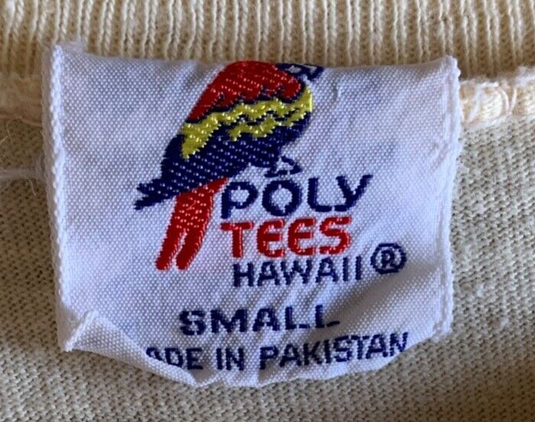 POLY
TEES
HAWAII®
SMALL
ADE IN PAKISTAN